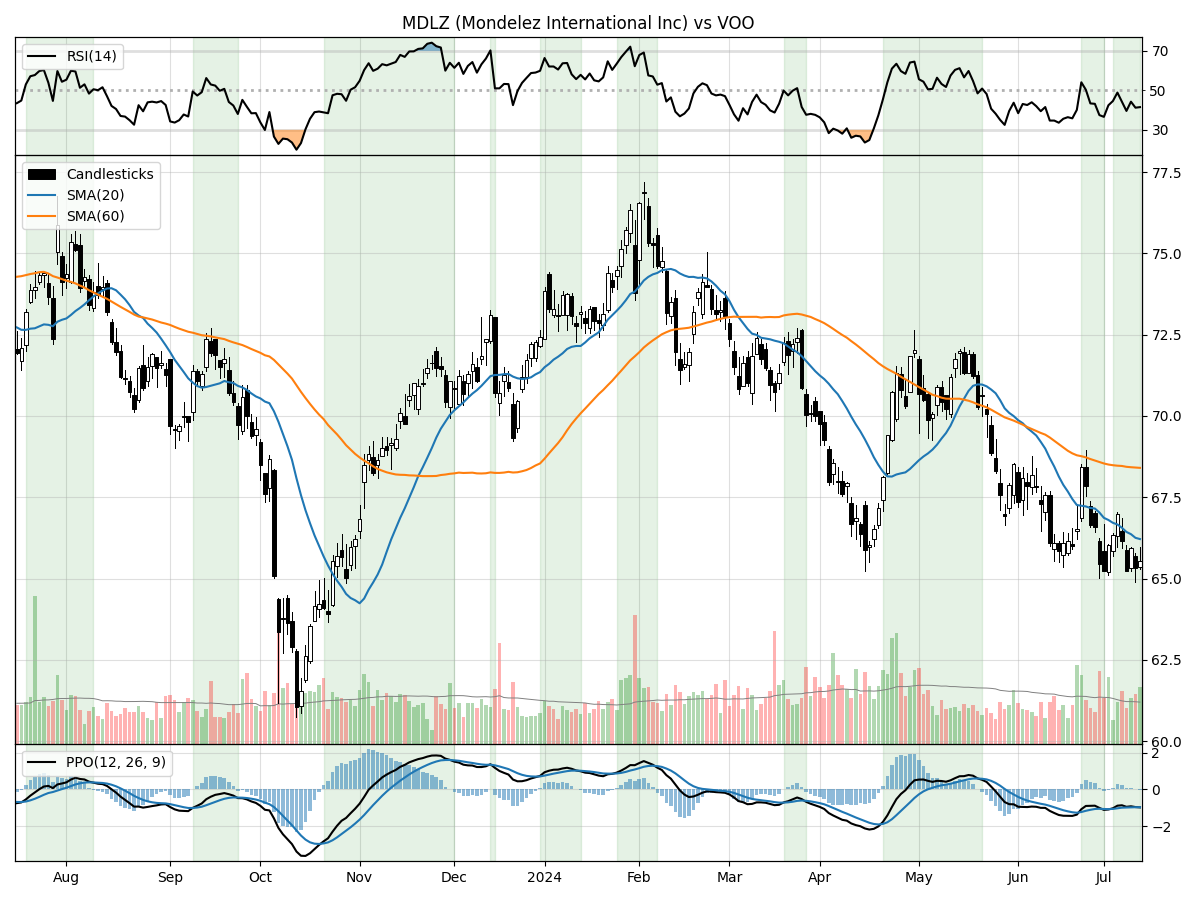 MDLZ (Mondelez International Inc) vs VOO
RSI(14)
70
50
30
Candlesticks
SMA(20)
SMA(60)
77.5
75.0
72.5
70.0
67.5
65.0
62.5
60.0
PPO(12, 26, 9)
2
0
−2
Aug Sep Oct Nov Dec 2024 Feb Mar Apr May Jun Jul